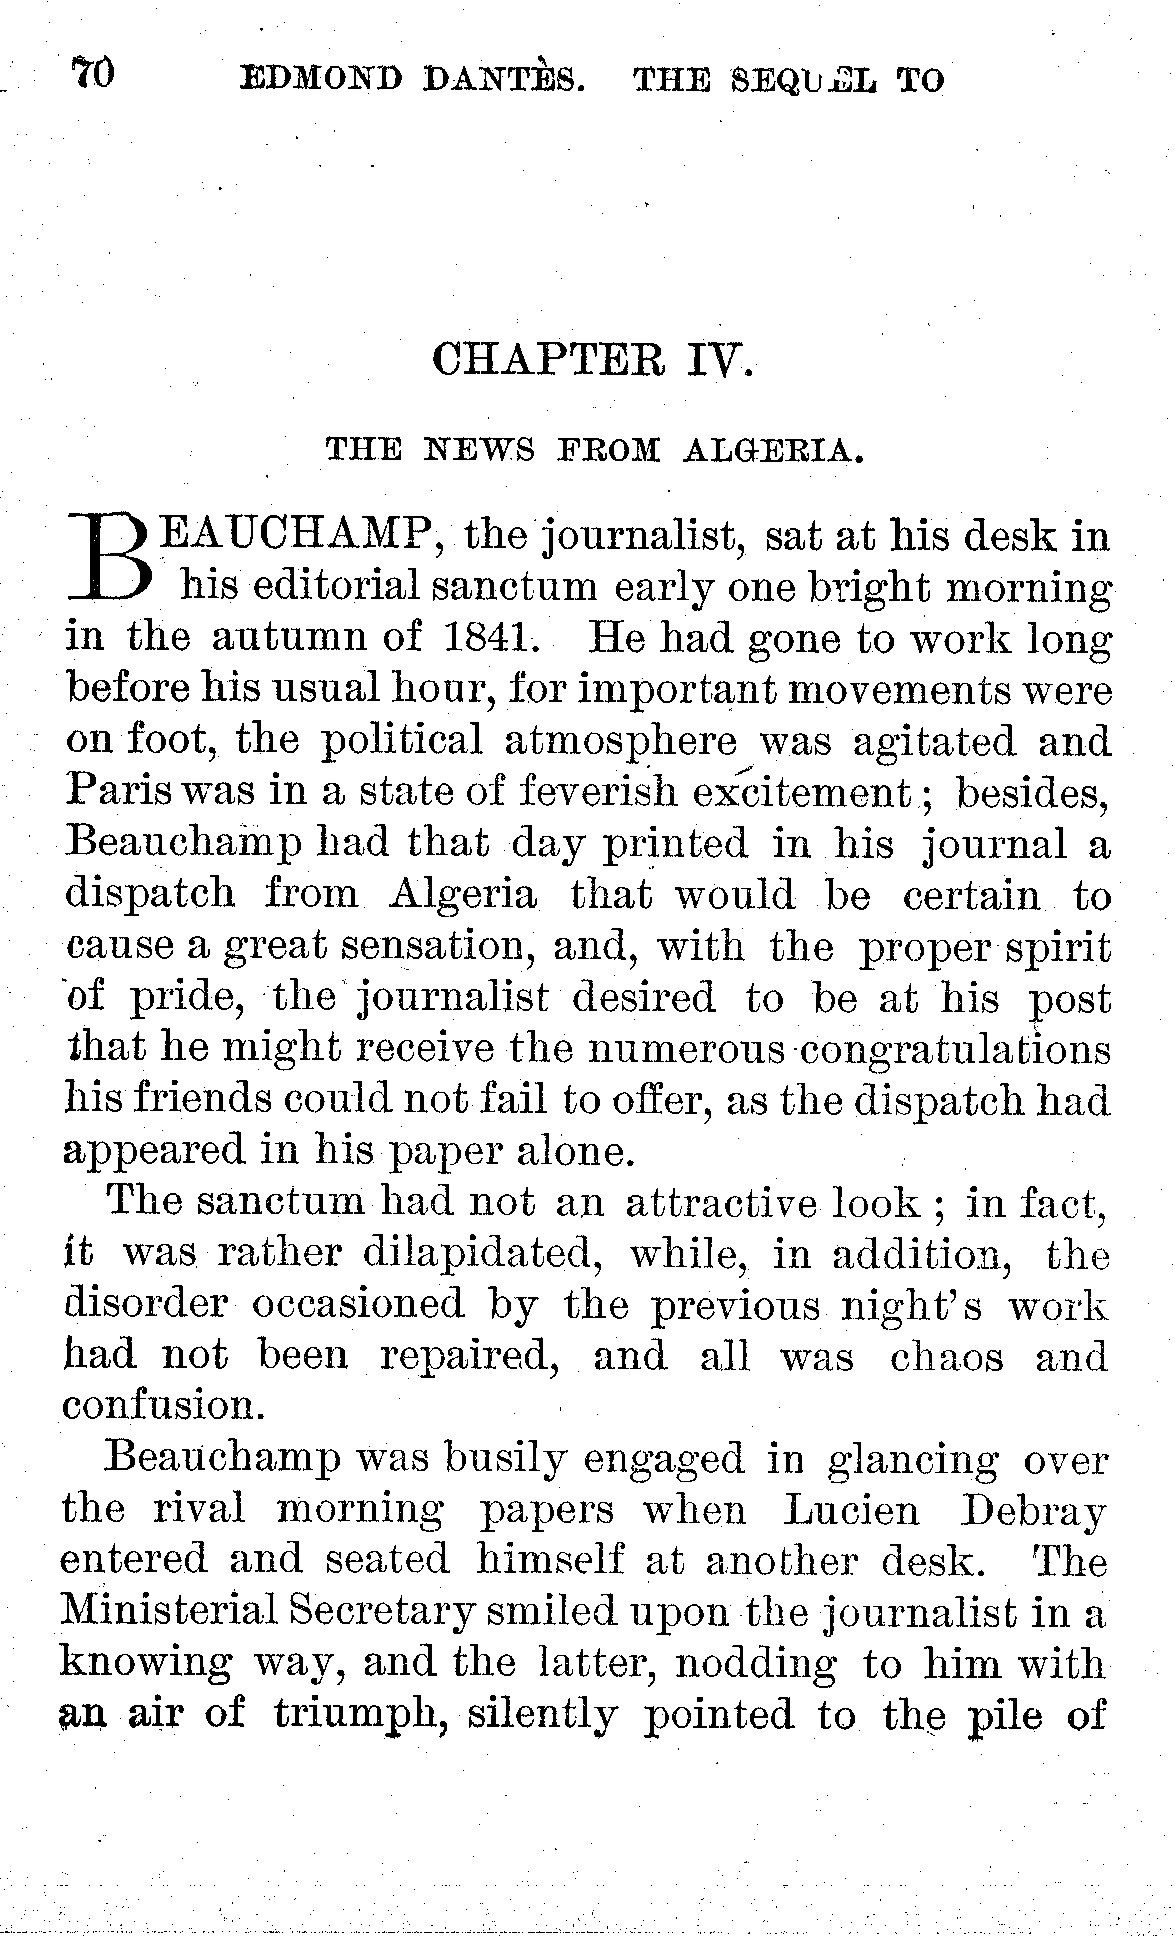 70 EDMOND DANTÈS. THE SEQUEL TO
CHAPTER IV.
THE NEWS FROM ALGERIA.
BEAUCHAMP, the journalist, sat at his desk in
his editorial sanctum early one bright morning
in the autumn of 1841. He had gone to work long
before his usual hour, for important movements were
on foot, the political atmosphere was agitated and
Paris was in a state of feverish excitement; besides,
Beauchamp had that day printed in his journal a
dispatch from Algeria that would be certain to
cause a great sensation, and, with the proper spirit
of pride, the journalist desired to be at his post
that he might receive the numerous congratulations
his friends could not fail to offer, as the dispatch had
appeared in his paper alone.
The sanctum had not an attractive look; in fact,
it was rather dilapidated, while, in addition, the
disorder occasioned by the previous night's work
had not been repaired, and all was chaos and
confusion.
Beauchamp was busily engaged in glancing over
the rival morning papers when Lucien Debray
entered and seated himself at another desk. The
Ministerial Secretary smiled upon the journalist in a
knowing way, and the latter, nodding to him with
an air of triumph, silently pointed to the pile of